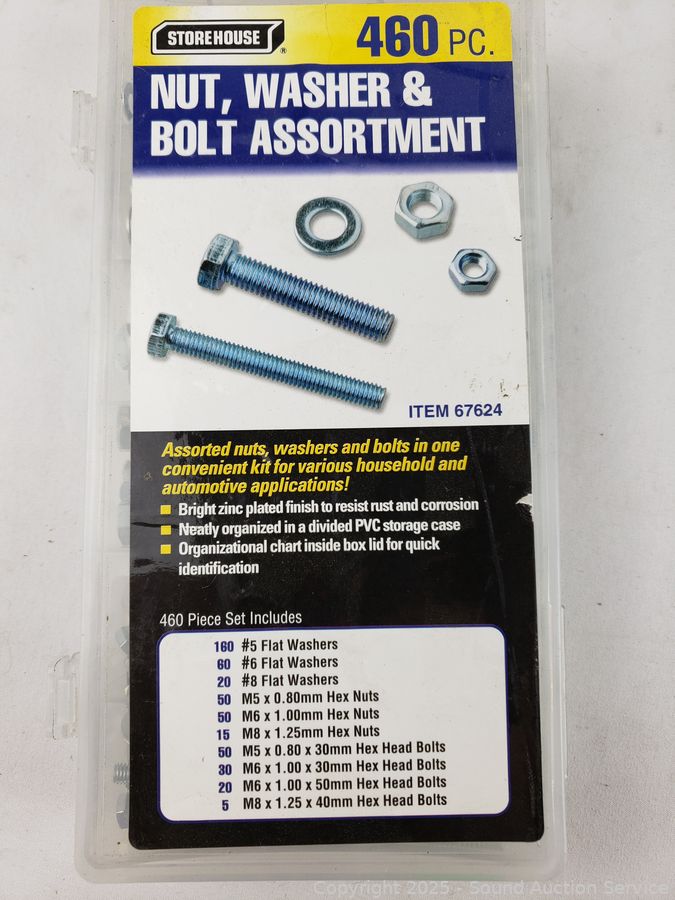 STOREHOUSE ®
460 PC.
NUT, WASHER &
BOLT ASSORTMENT
ITEM 67624
Assorted nuts, washers and bolts in one
convenient kit for various household and
automotive applications!
Bright zinc plated finish to resist rust and corrosion
Neatly organized in a divided PVC storage case
Organizational chart inside box lid for quick
identification
460 Piece Set Includes
160 #5 Flat Washers
60 #6 Flat Washers
20 #8 Flat Washers
50 M5 x 0.80mm Hex Nuts
50 M6 x 1.00mm Hex Nuts
15 M8 x 1.25mm Hex Nuts
50 M5 x 0.80 x 30mm Hex Head Bolts
30 M6 x 1.00 x 30mm Hex Head Bolts
20 M6 x 1.00 x 50mm Hex Head Bolts
5 M8 x 1.25 x 40mm Hex Head Bolts
Copyright 2025 - Sound Auction Service